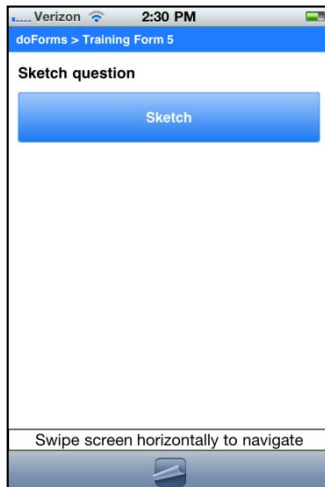 Verizon 2:30 PM
doForms > Training Form 5
Sketch question
Sketch
Swipe screen horizontally to navigate